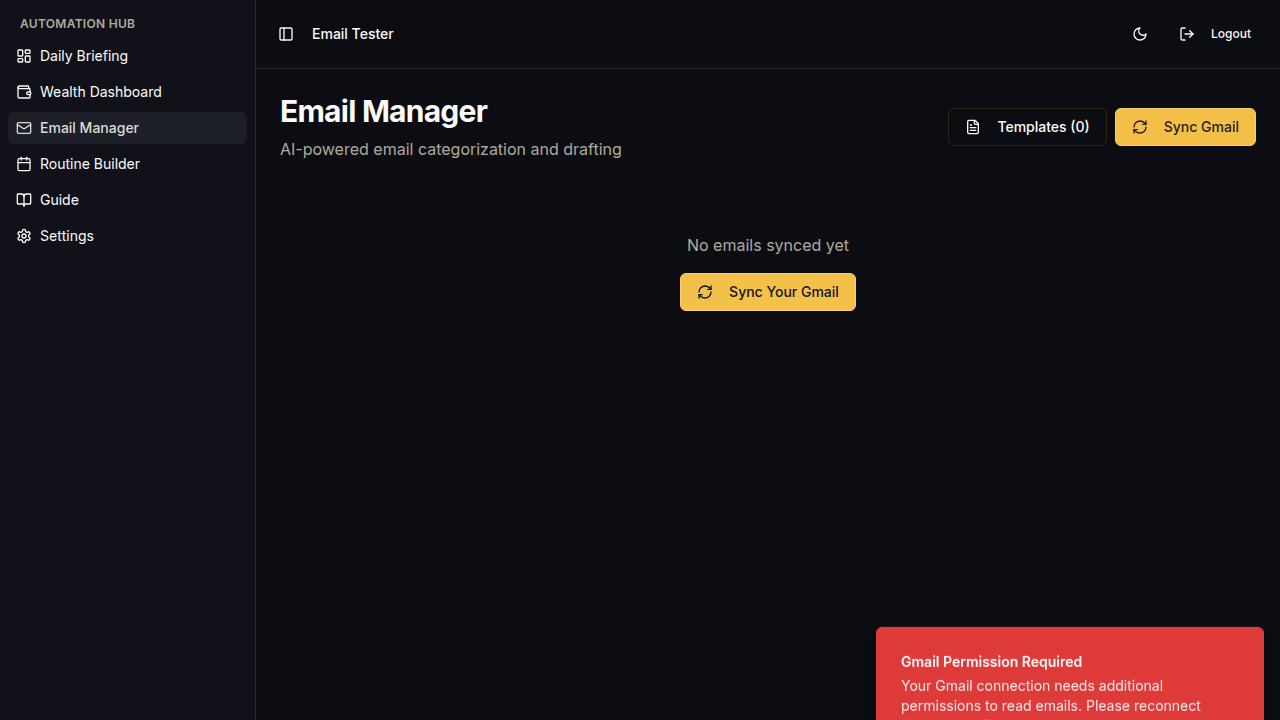 AUTOMATION HUB
Daily Briefing
Wealth Dashboard
Email Manager
Routine Builder
Guide
Settings
Email Tester
Logout
Email Manager
AI-powered email categorization and drafting
Templates (0)
Sync Gmail
No emails synced yet
Sync Your Gmail
Gmail Permission Required
Your Gmail connection needs additional
permissions to read emails. Please reconnect